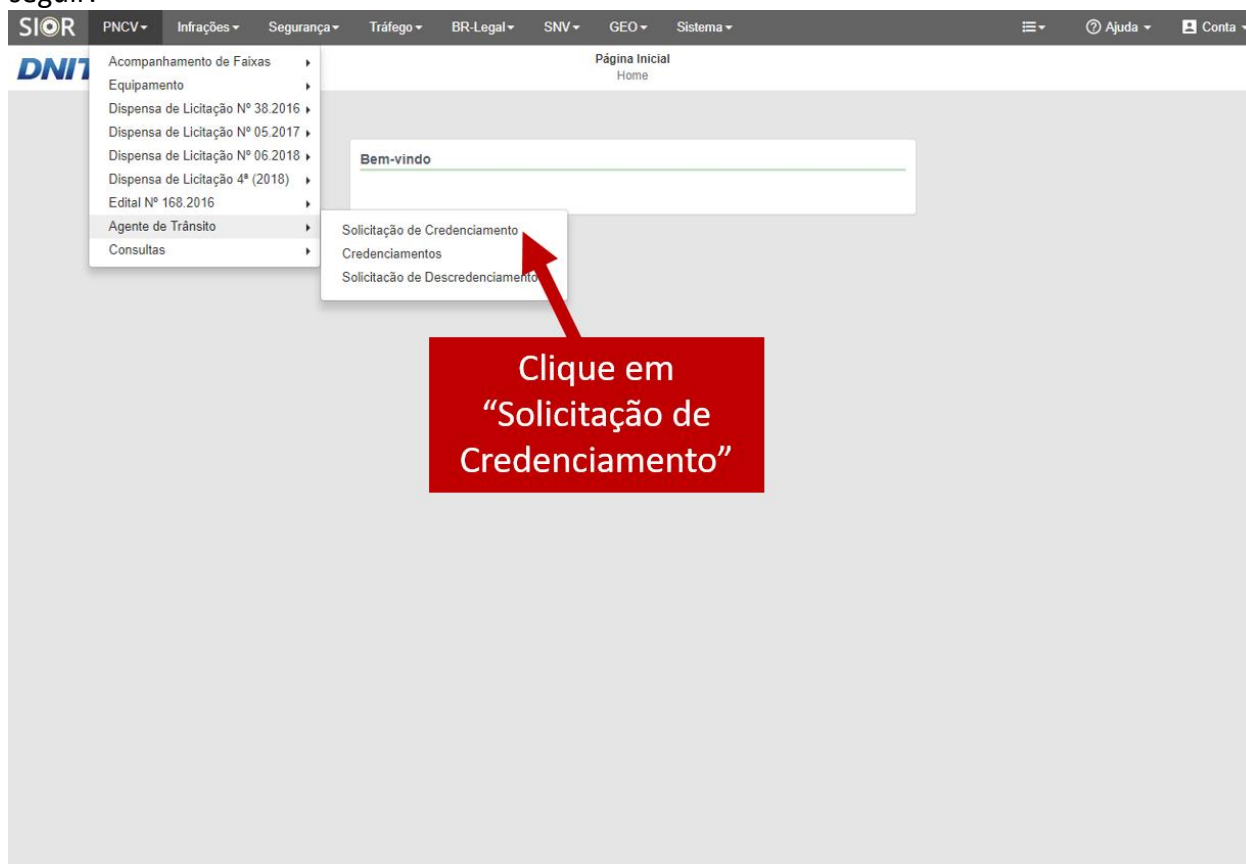 seguir.
SIOR PNCV Infrações Segurança Tráfego BR-Legal SNV GEO Sistema Ajuda Conta
DNIT
Página Inicial
Home
Acompanhamento de Faixas
Equipamento
Dispensa de Licitação Nº 38.2016
Dispensa de Licitação Nº 05.2017
Dispensa de Licitação Nº 06.2018
Dispensa de Licitação 4ª (2018)
Edital Nº 168.2016
Agente de Trânsito
Consultas
Bem-vindo
Solicitação de Credenciamento
Credenciamentos
Solicitacão de Descredenciamento
Clique em
“Solicitação de
Credenciamento”